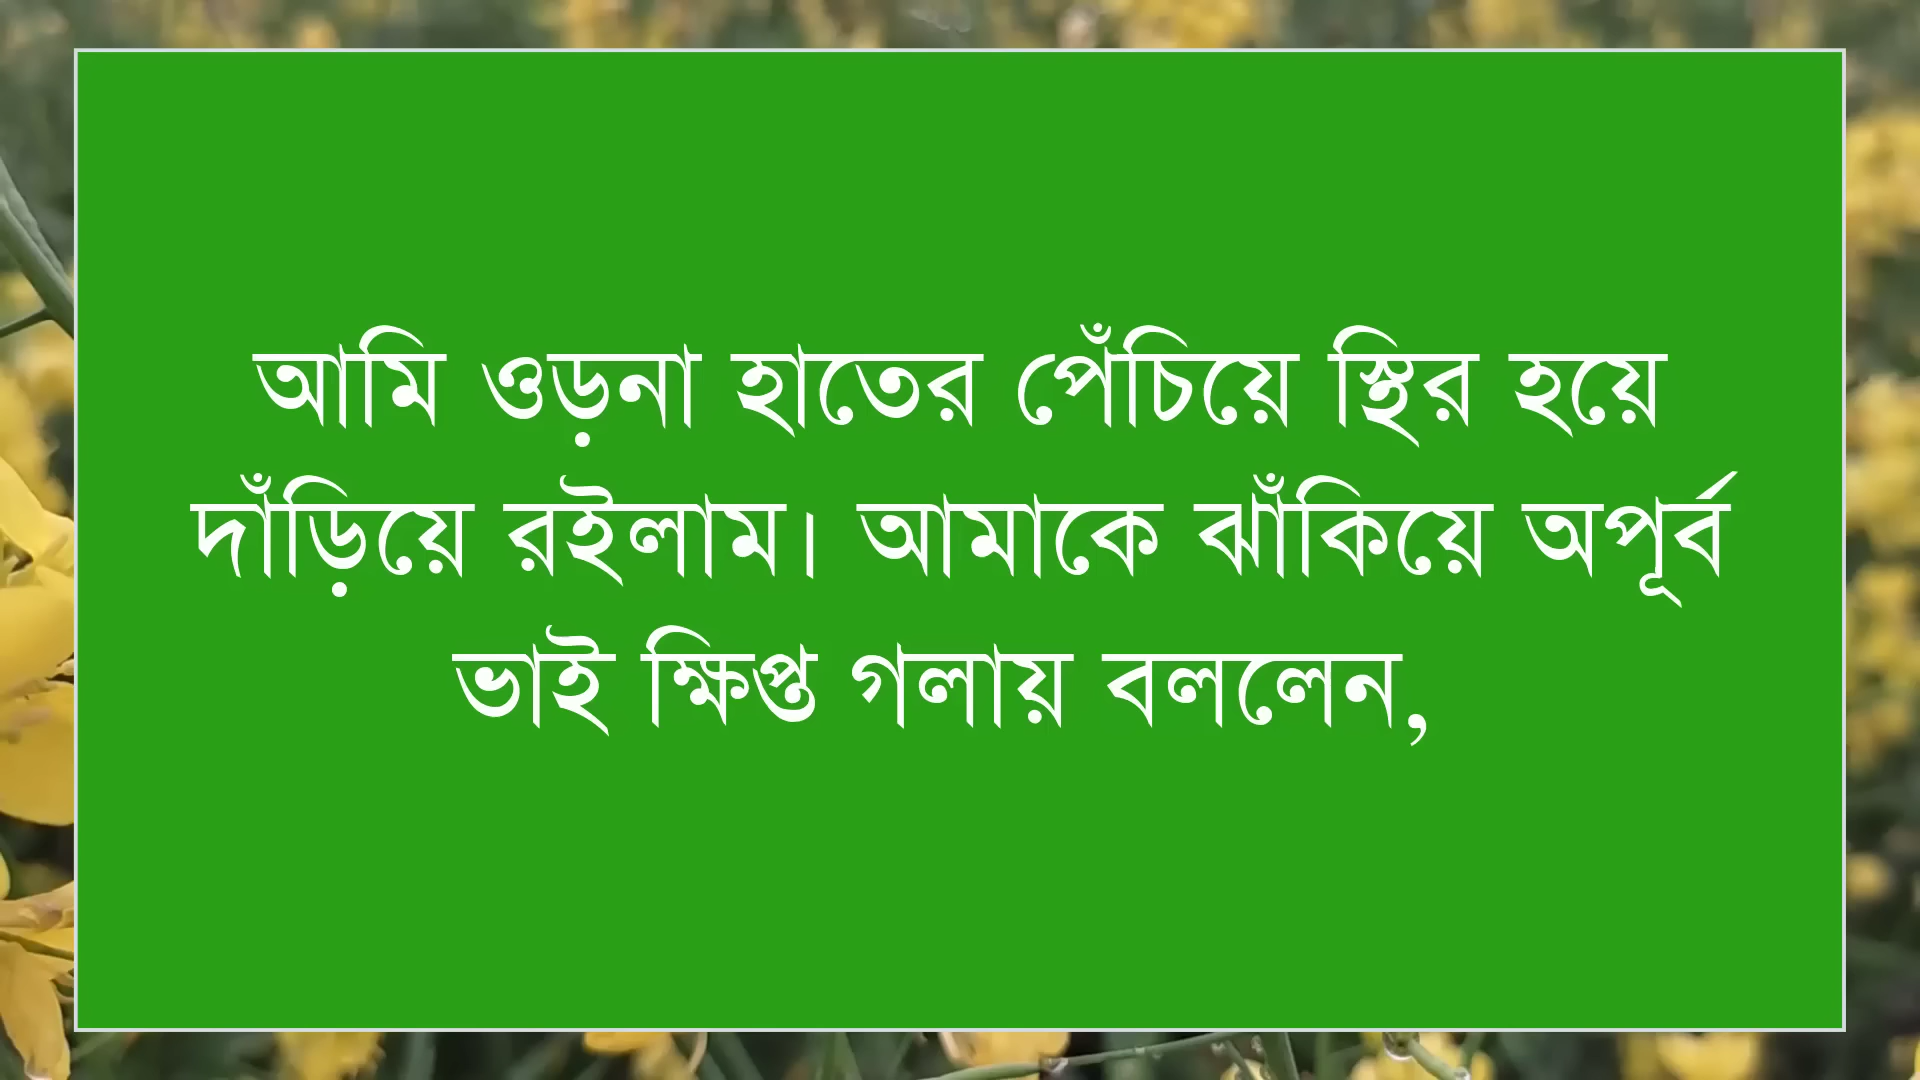 আমি ওড়না হাতের পেঁচিয়ে স্থির হয়ে
দাঁড়িয়ে রইলাম। আমাকে ঝাঁকিয়ে অপূর্ব
ভাই ক্ষিপ্ত গলায় বললেন,